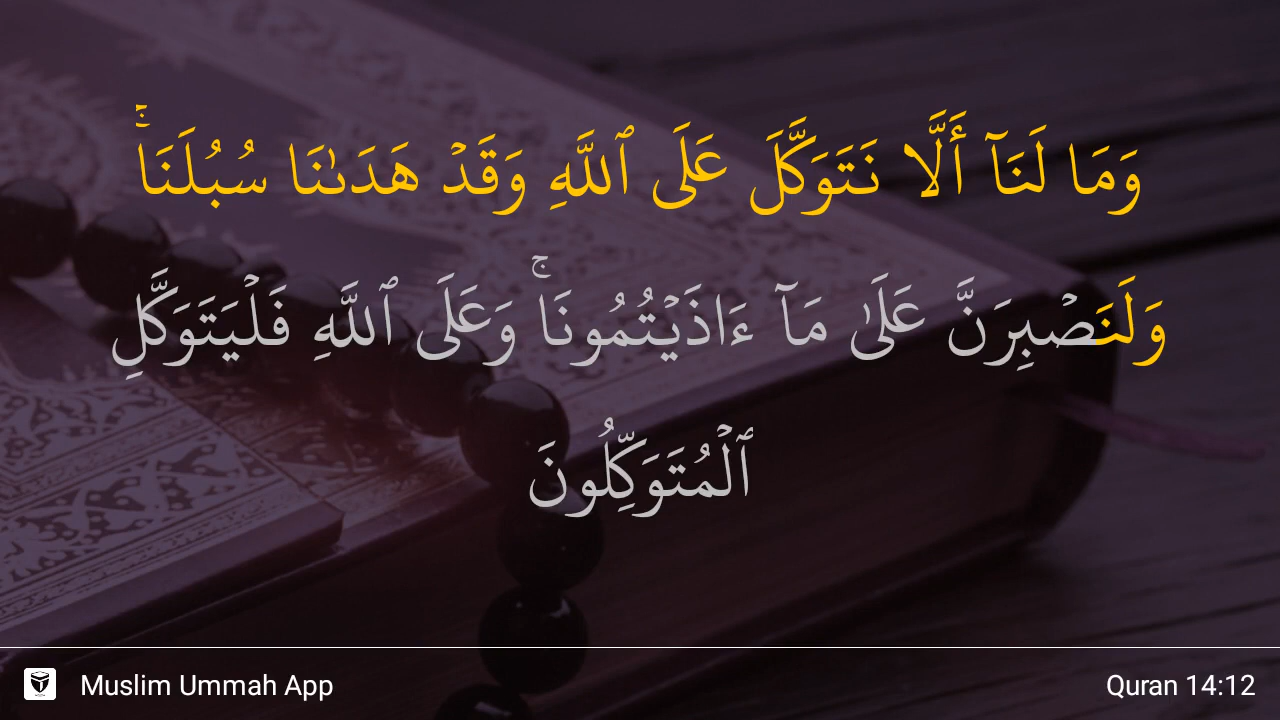 وَمَا لَنَآ أَلَّا نَتَوَكَّلَ عَلَى ٱللَّهِ وَقَدۡ هَدَىٰنَا سُبُلَنَاۚ
وَلَنَصۡبِرَنَّ عَلَىٰ مَآ ءَاذَيۡتُمُونَاۚ وَعَلَى ٱللَّهِ فَلۡيَتَوَكَّلِ
ٱلۡمُتَوَكِّلُونَ
Muslim Ummah App
Quran 14:12